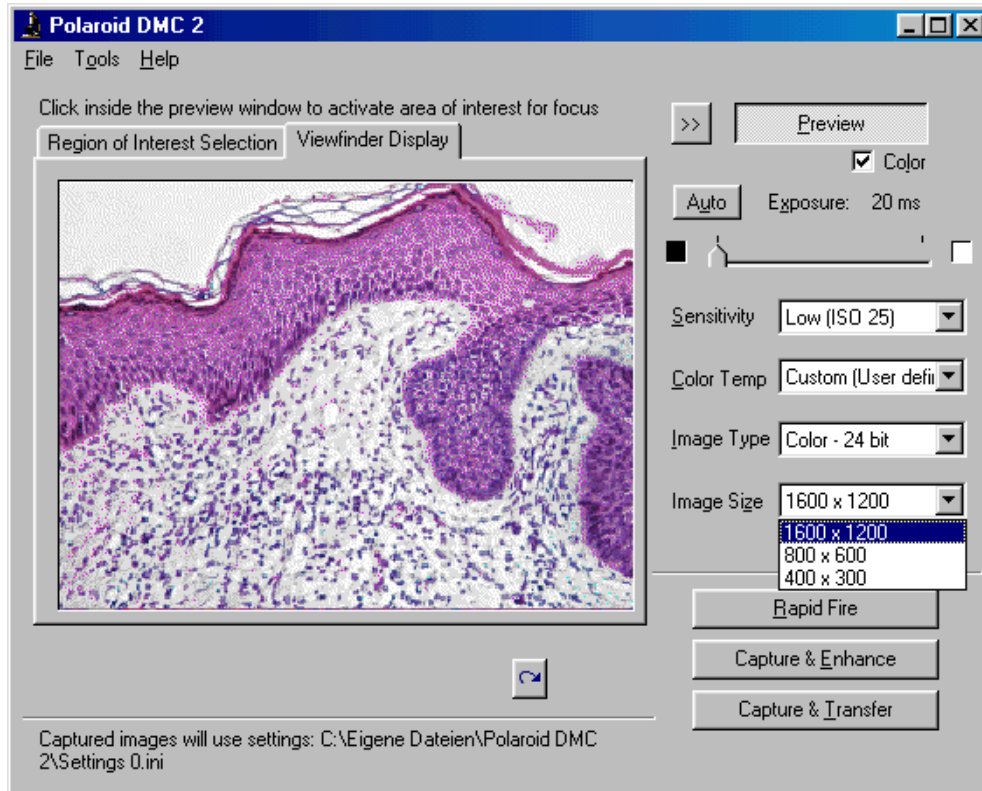 Polaroid DMC 2
File Tools Help
Click inside the preview window to activate area of interest for focus
Region of Interest Selection
Viewfinder Display
>>
Preview
Color
Auto
Exposure: 20 ms
Sensitivity
Low (ISO 25)
Color Temp
Custom (User defin
Image Type
Color - 24 bit
Image Size
1600 x 1200
1600 x 1200
800 x 600
400 x 300
Rapid Fire
Capture & Enhance
Capture & Transfer
Captured images will use settings: C:\Eigene Dateien\Polaroid DMC
2\Settings 0.ini